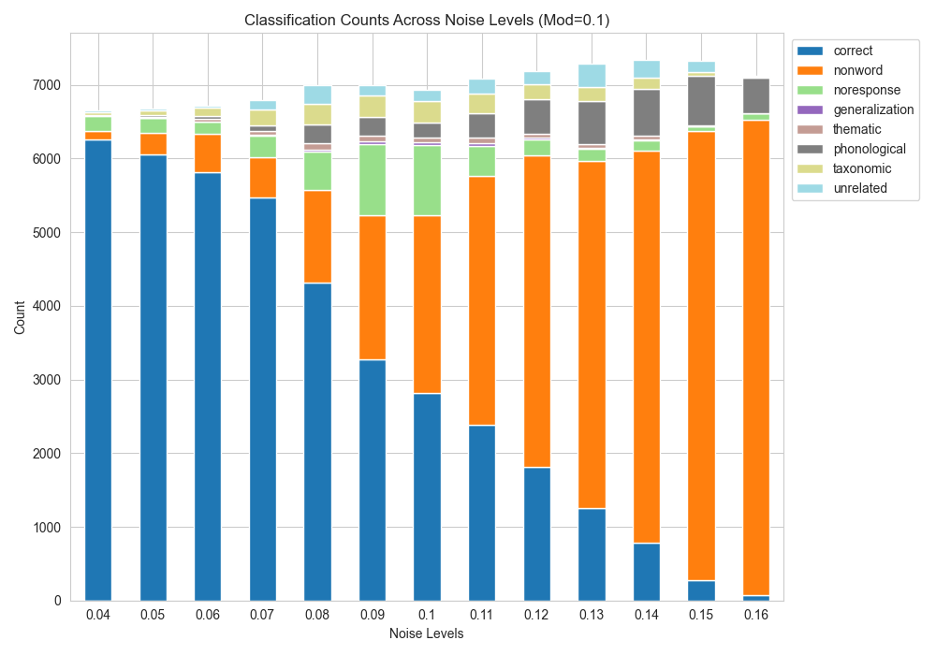 Classification Counts Across Noise Levels (Mod=0.1)
correct
nonword
noresponse
generalization
thematic
phonological
taxonomic
unrelated
7000
6000
5000
4000
3000
2000
1000
0
Count
0.04 0.05 0.06 0.07 0.08 0.09 0.1 0.11 0.12 0.13 0.14 0.15 0.16
Noise Levels